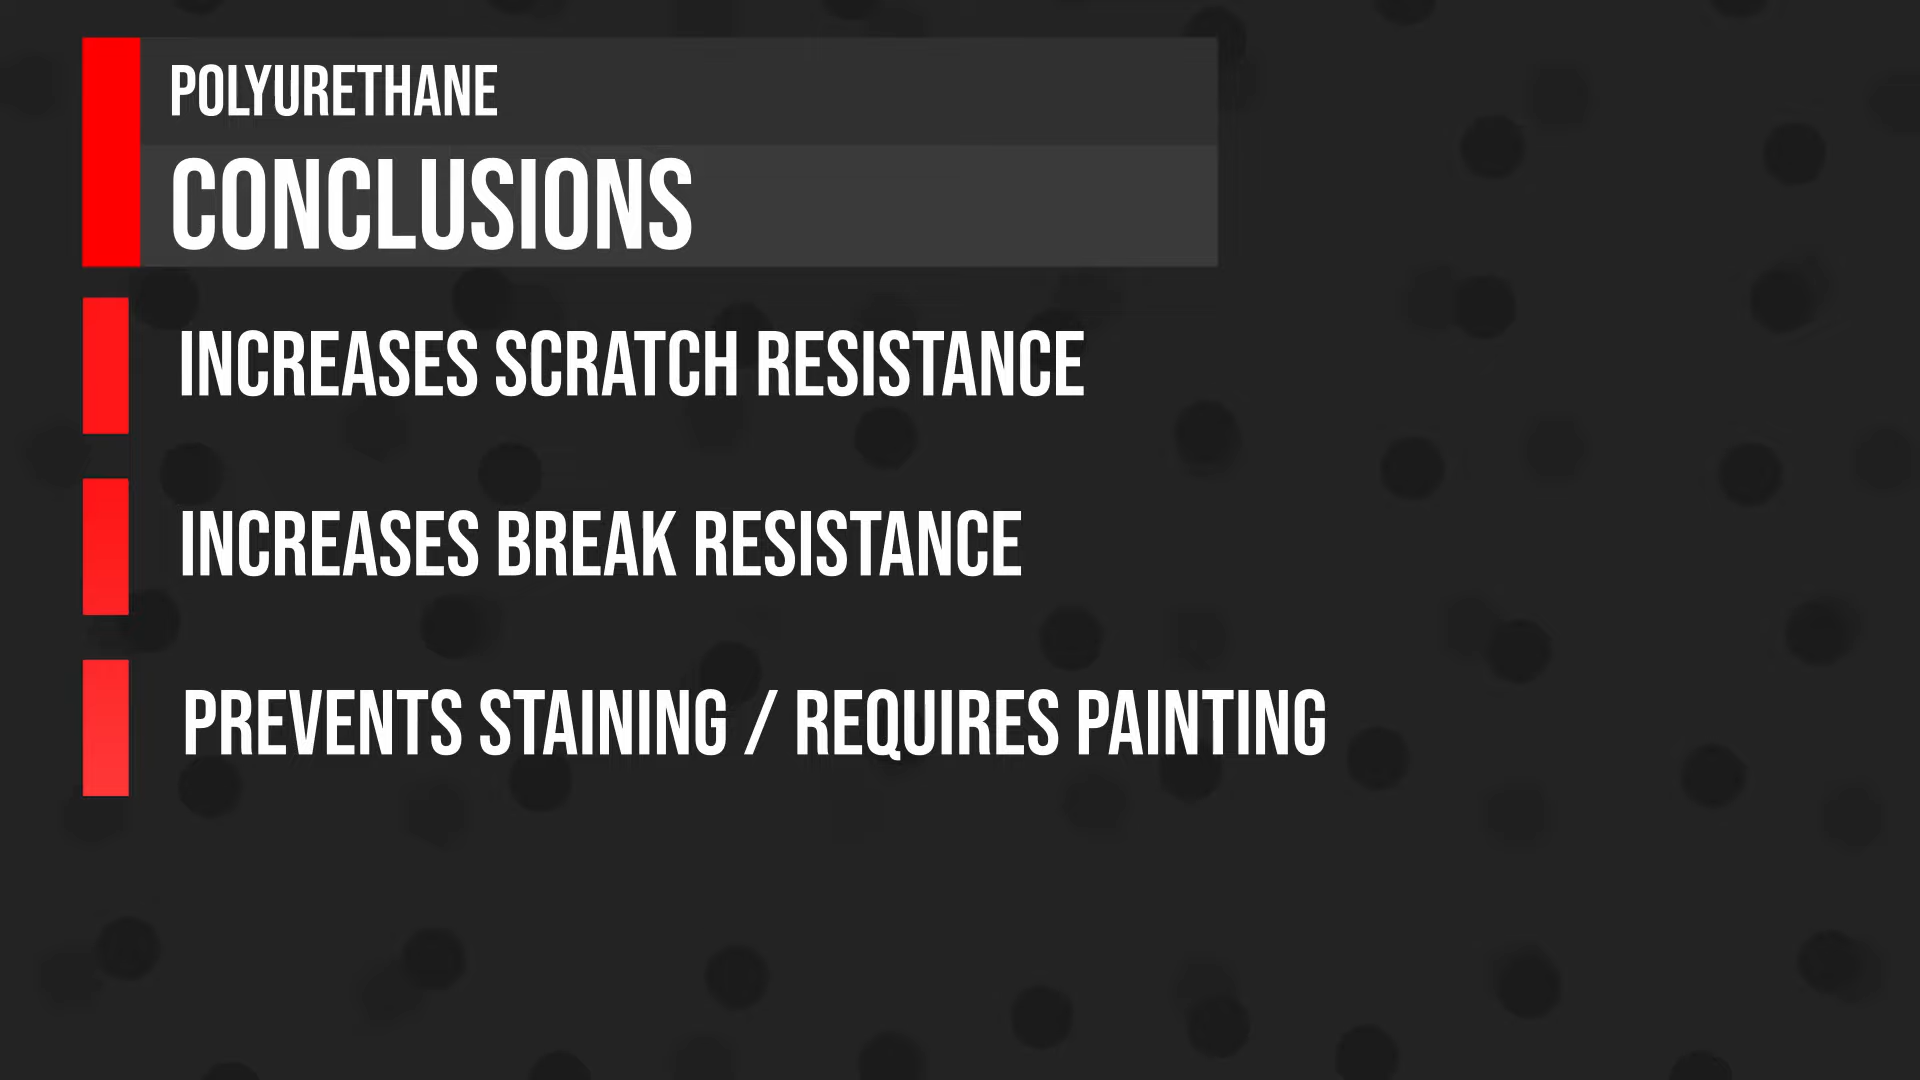 POLYURETHANE
CONCLUSIONS
INCREASES SCRATCH RESISTANCE
INCREASES BREAK RESISTANCE
PREVENTS STAINING / REQUIRES PAINTING